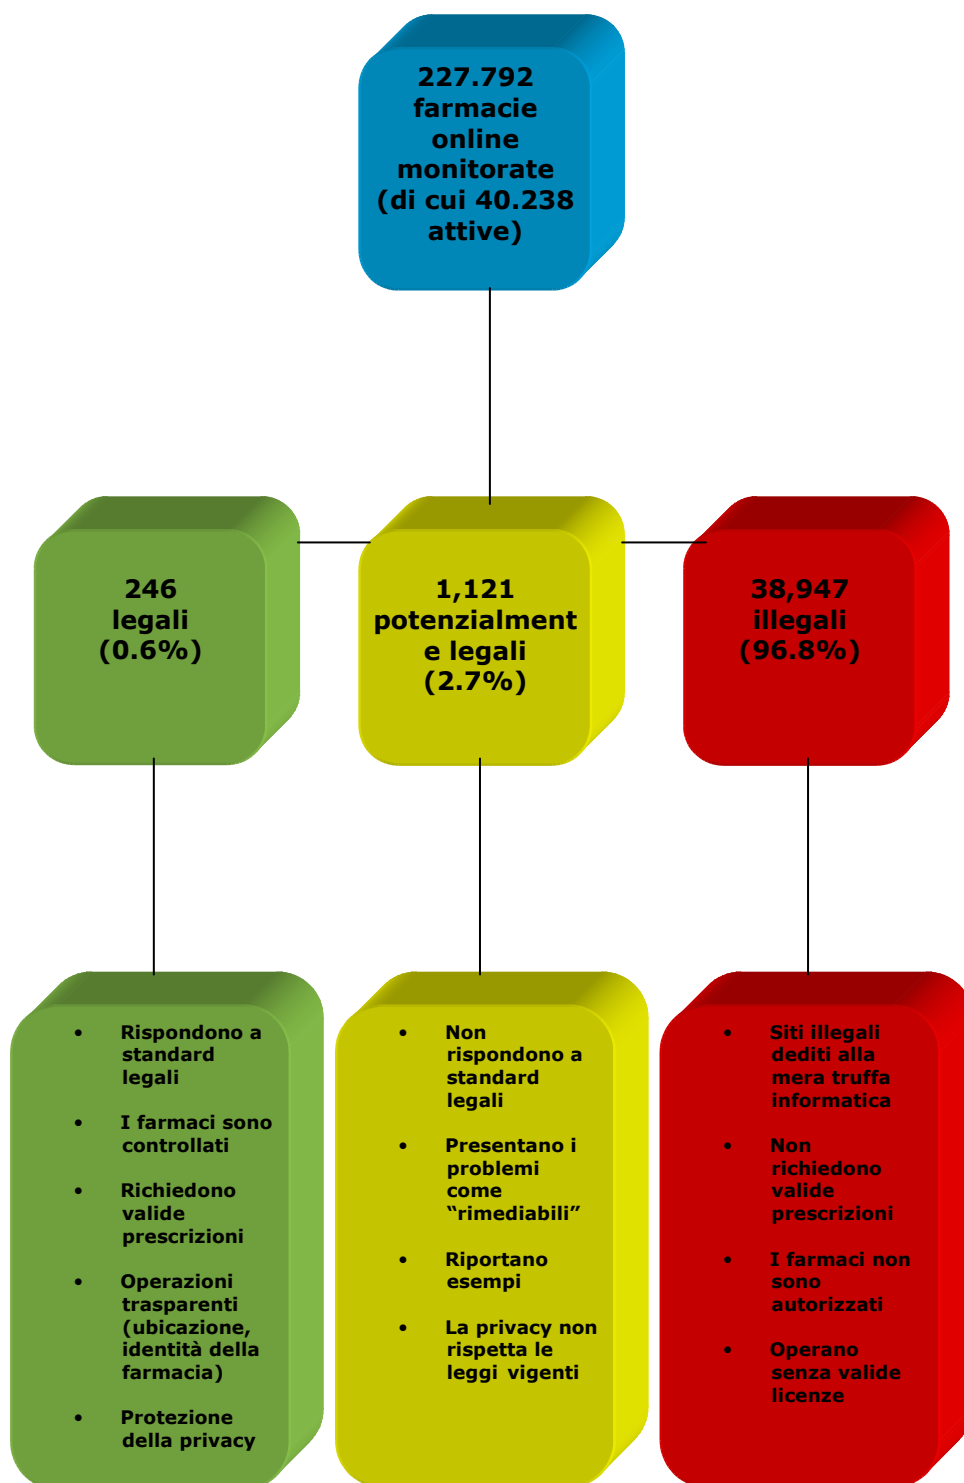 227.792
farmacie
online
monitorate
(di cui 40.238
attive)
246
legali
(0.6%)
1,121
potenzialment
e legali
(2.7%)
38,947
illegali
(96.8%)
• Rispondono a
standard
legali
• I farmaci sono
controllati
• Richiedono
valide
prescrizioni
• Operazioni
trasparenti
(ubicazione,
identità della
farmacia)
• Protezione
della privacy
• Non
rispondono a
standard
legali
• Presentano i
problemi
come
“rimediabili”
• Riportano
esempi
• La privacy non
rispetta le
leggi vigenti
• Siti illegali
dediti alla
mera truffa
informatica
• Non
richiedono
valide
prescrizioni
• I farmaci non
sono
autorizzati
• Operano
senza valide
licenze